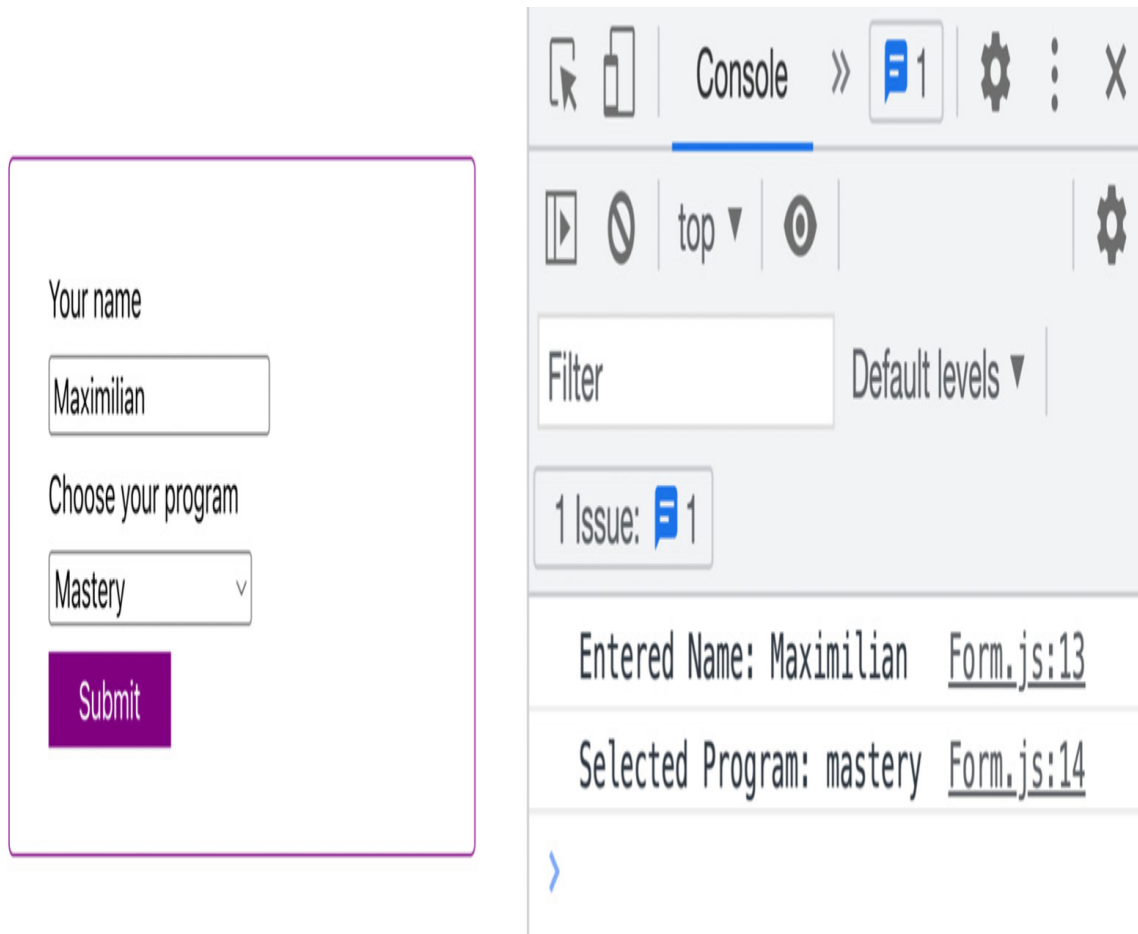 Your name
Maximilian
Choose your program
Mastery
Submit
Console » 1
top ▼
Filter Default levels ▼
1 Issue: 1
Entered Name: Maximilian Form.js:13
Selected Program: mastery Form.js:14